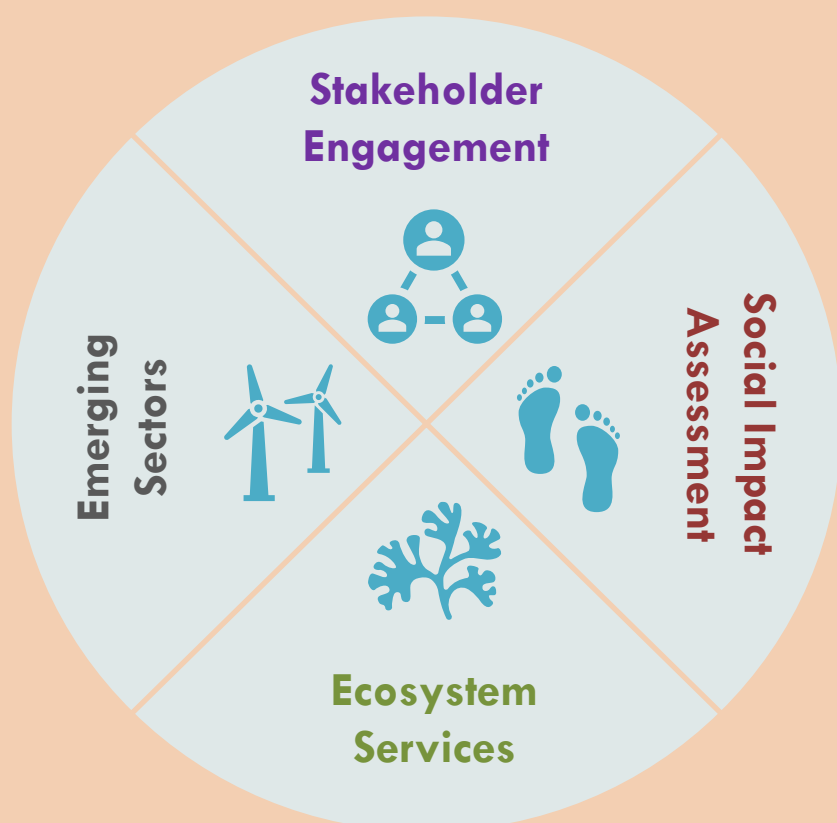 Stakeholder
Engagement
Emerging
Sectors
Social Impact
Assessment
Ecosystem
Services